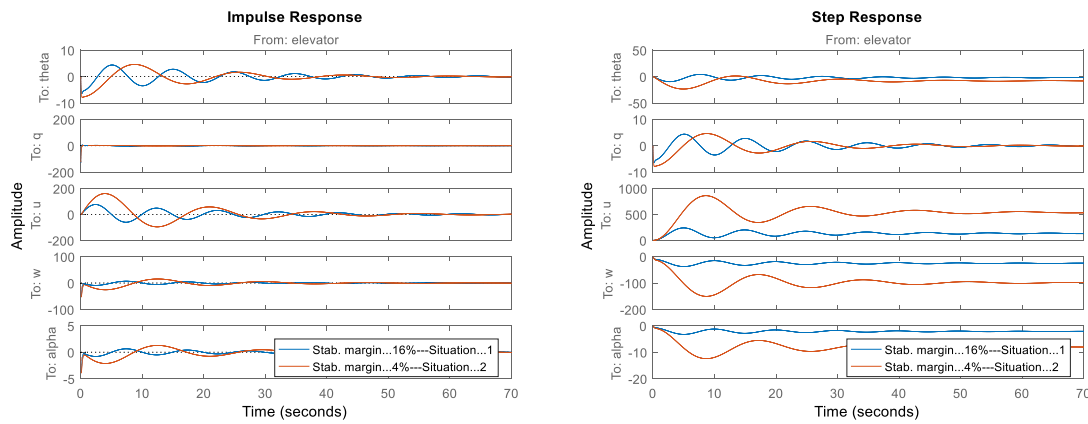 Impulse Response
From: elevator
To: theta
10
0
-10
To: q
200
0
-200
To: u
200
0
-200
To: w
100
0
-100
To: alpha
5
0
-5
Amplitude
Stab. margin...16%---Situation...1
Stab. margin...4%---Situation...2
0 10 20 30 40 50 60 70
Time (seconds)
Step Response
From: elevator
To: theta
50
0
-50
To: q
10
0
-10
To: u
1000
500
0
To: w
0
-100
-200
To: alpha
0
-10
-20
Amplitude
Stab. margin...16%---Situation...1
Stab. margin...4%---Situation...2
0 10 20 30 40 50 60 70
Time (seconds)